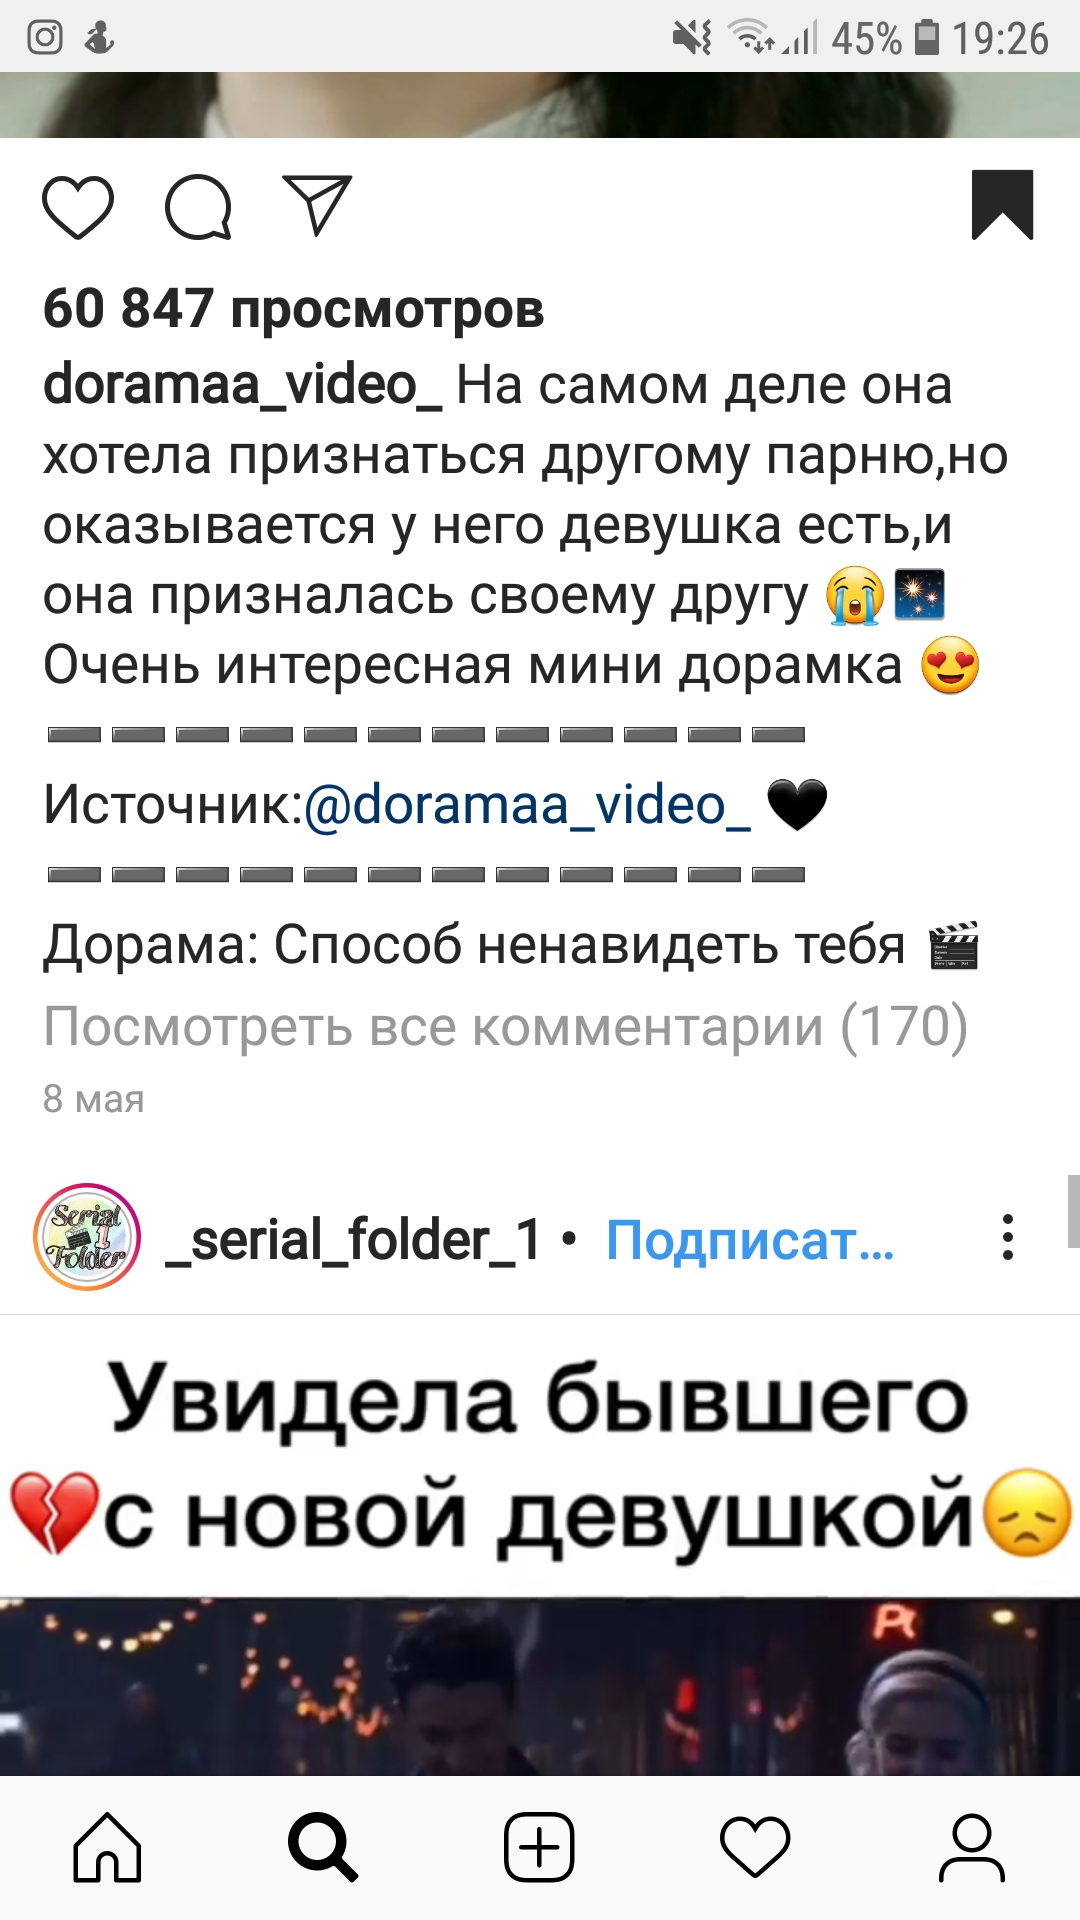 45% 19:26
60 847 просмотров
doramaa_video_ На самом деле она
хотела признаться другому парню,но
оказывается у него девушка есть,и
она призналась своему другу 😭🎇
Очень интересная мини дорамка 😍
➖➖➖➖➖➖➖➖➖➖➖➖
Источник:@doramaa_video_ 🖤
➖➖➖➖➖➖➖➖➖➖➖➖
Дорама: Способ ненавидеть тебя 🎬
Посмотреть все комментарии (170)
8 мая
Serial
1
Folder
_serial_folder_1 • Подписат...
Увидела бывшего
💔с новой девушкой😞